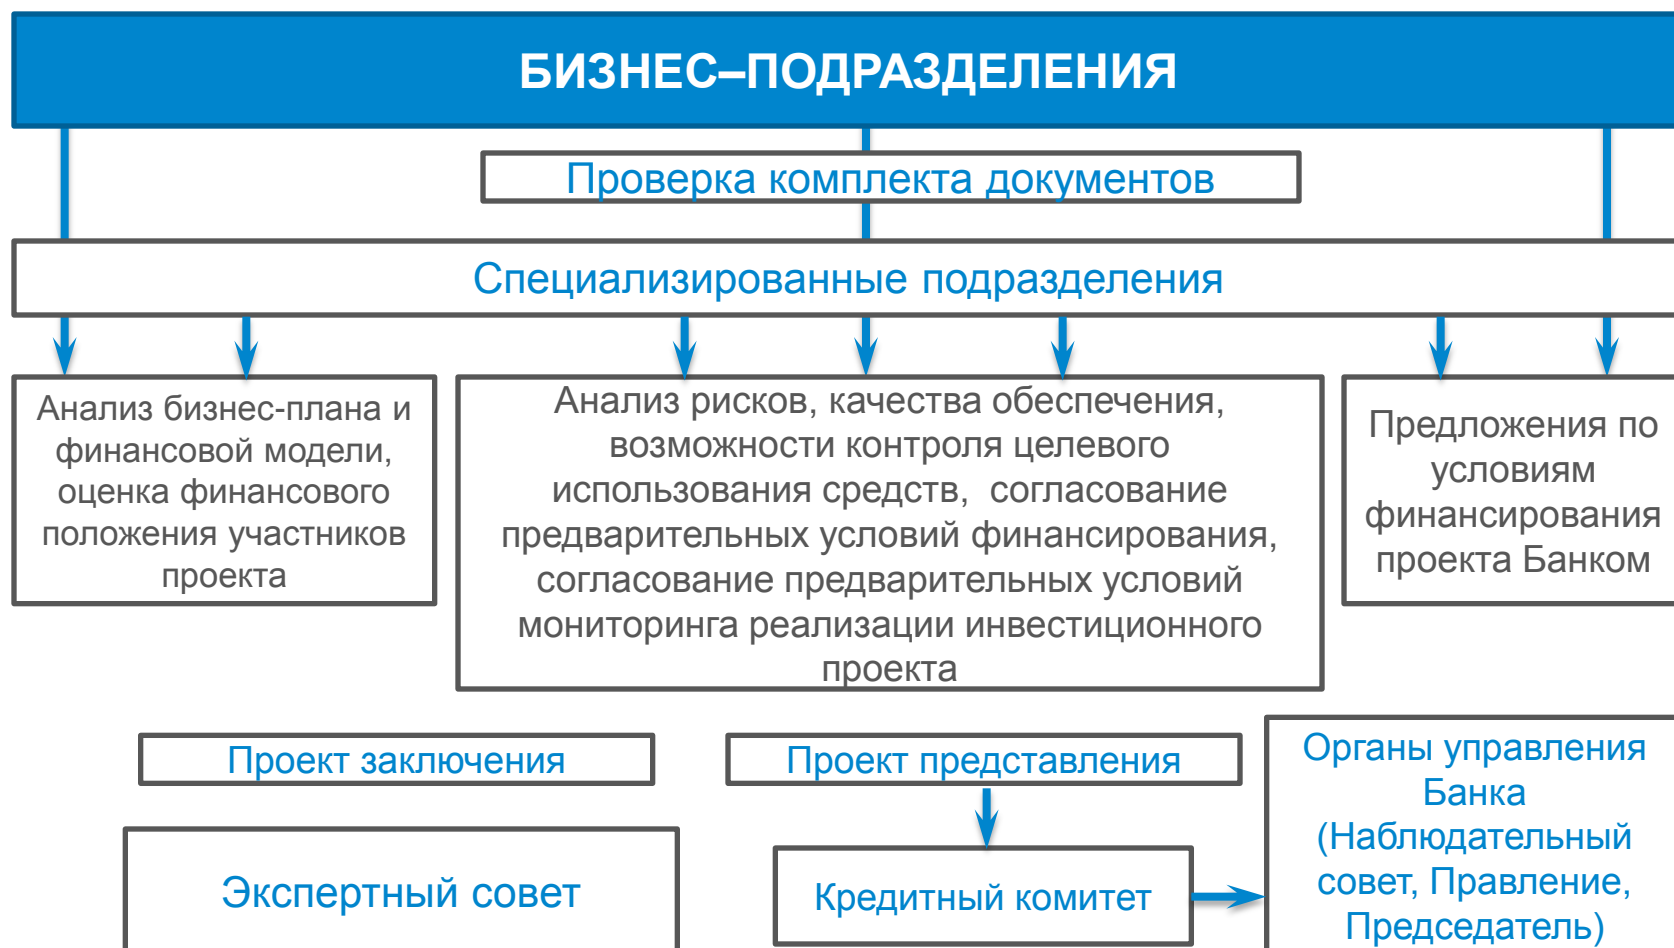 БИЗНЕС–ПОДРАЗДЕЛЕНИЯ
Проверка комплекта документов
Специализированные подразделения
Анализ бизнес-плана и
финансовой модели,
оценка финансового
положения участников
проекта
Анализ рисков, качества обеспечения,
возможности контроля целевого
использования средств, согласование
предварительных условий финансирования,
согласование предварительных условий
мониторинга реализации инвестиционного
проекта
Предложения по
условиям
финансирования
проекта Банком
Проект заключения
Проект представления
Экспертный совет
Кредитный комитет
Органы управления
Банка
(Наблюдательный
совет, Правление,
Председатель)